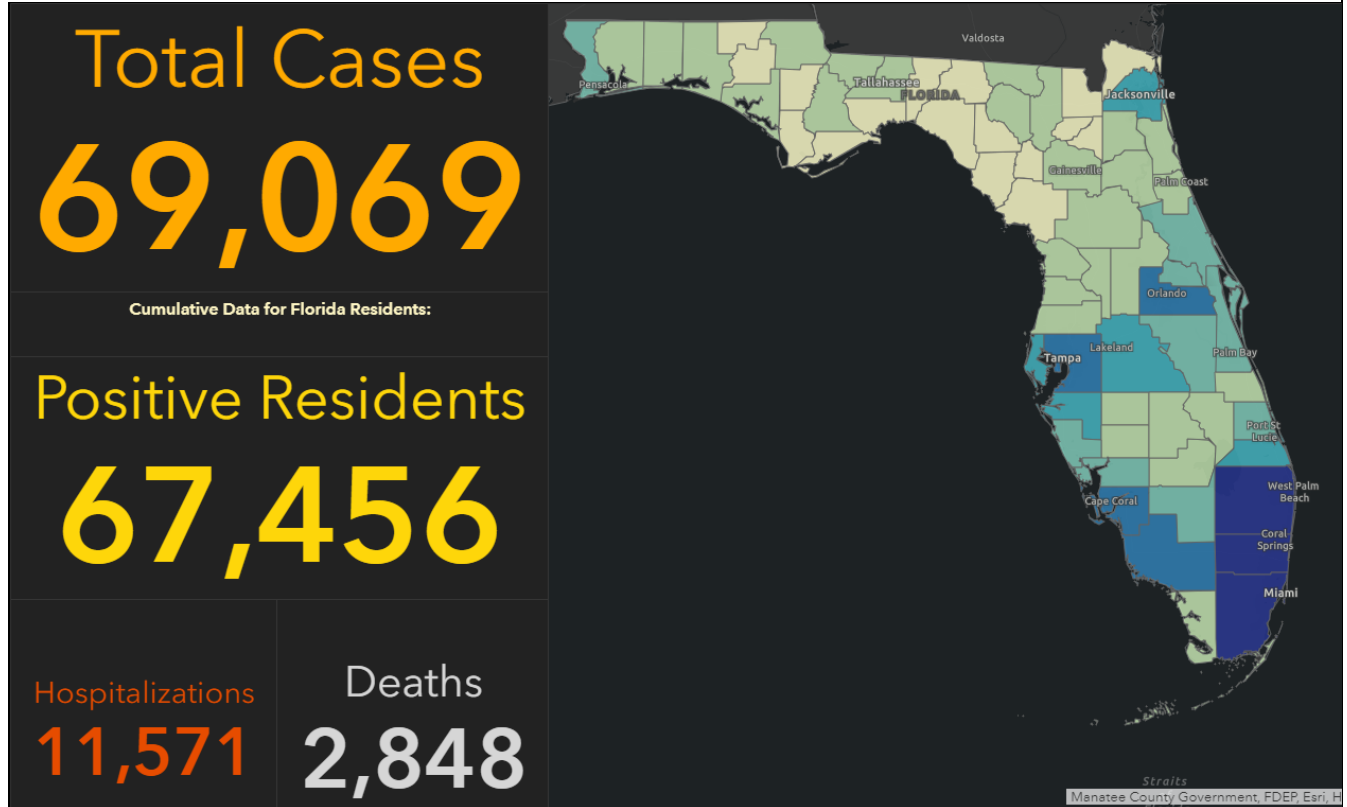 Total Cases
69,069
Cumulative Data for Florida Residents:
Positive Residents
67,456
Hospitalizations
11,571
Deaths
2,848
Valdosta
Pensacola
Tallahassee
FLORIDA
Jacksonville
Gainesville
Palm Coast
Orlando
Tampa
Lakeland
Palm Bay
Port St
Lucie
Cape Coral
West Palm
Beach
Coral
Springs
Miami
Straits
Manatee County Government, FDEP, Esri, H